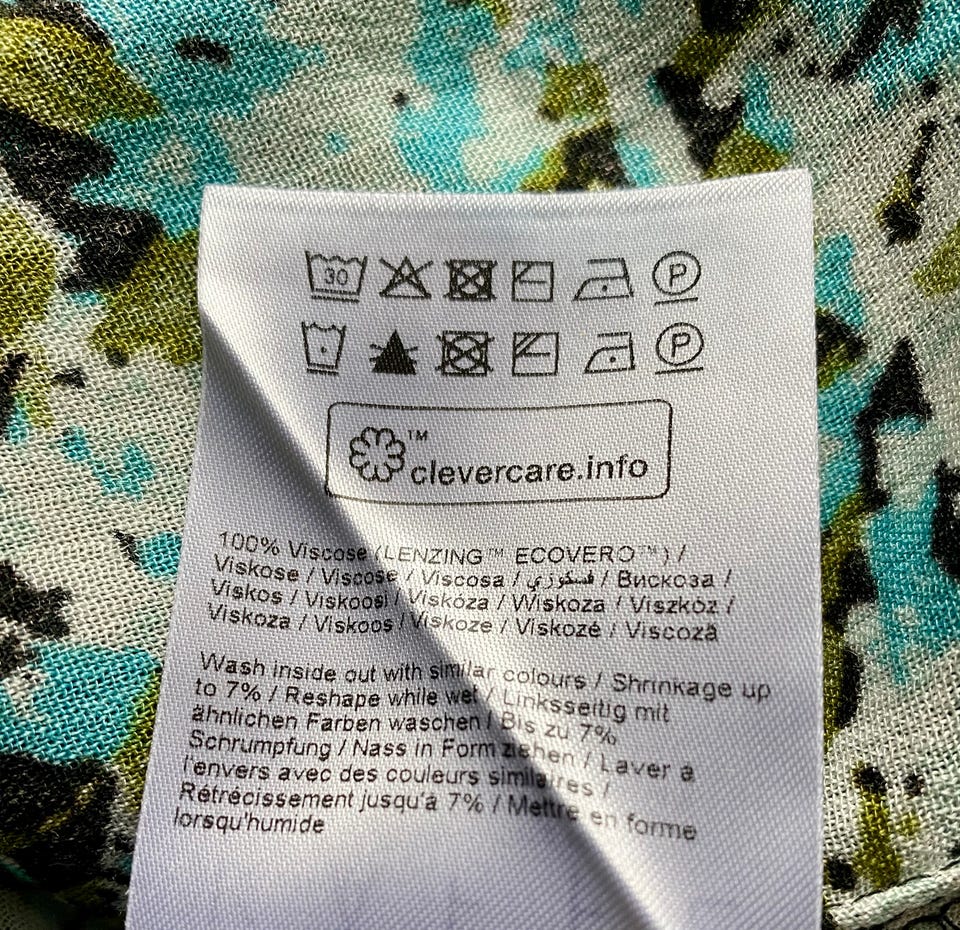 30 P
P
™ clevercare.info
100% Viscose (LENZING™ ECOVERO™) /
Viskose / Viscose / Viscosa / فسكوزي / Вискоза /
Viskos / Viskoosi / Viskóza / Wiskoza / Viszkóz /
Viskoza / Viskoos / Viskoze / Viskozė / Viscoză
Wash inside out with similar colours / Shrinkage up
to 7% / Reshape while wet / Linksseitig mit
ähnlichen Farben waschen / Bis zu 7%
Schrumpfung / Nass in Form ziehen / Laver à
l'envers avec des couleurs similaires /
Rétrécissement jusqu'à 7% / Mettre en forme
lorsqu'humide